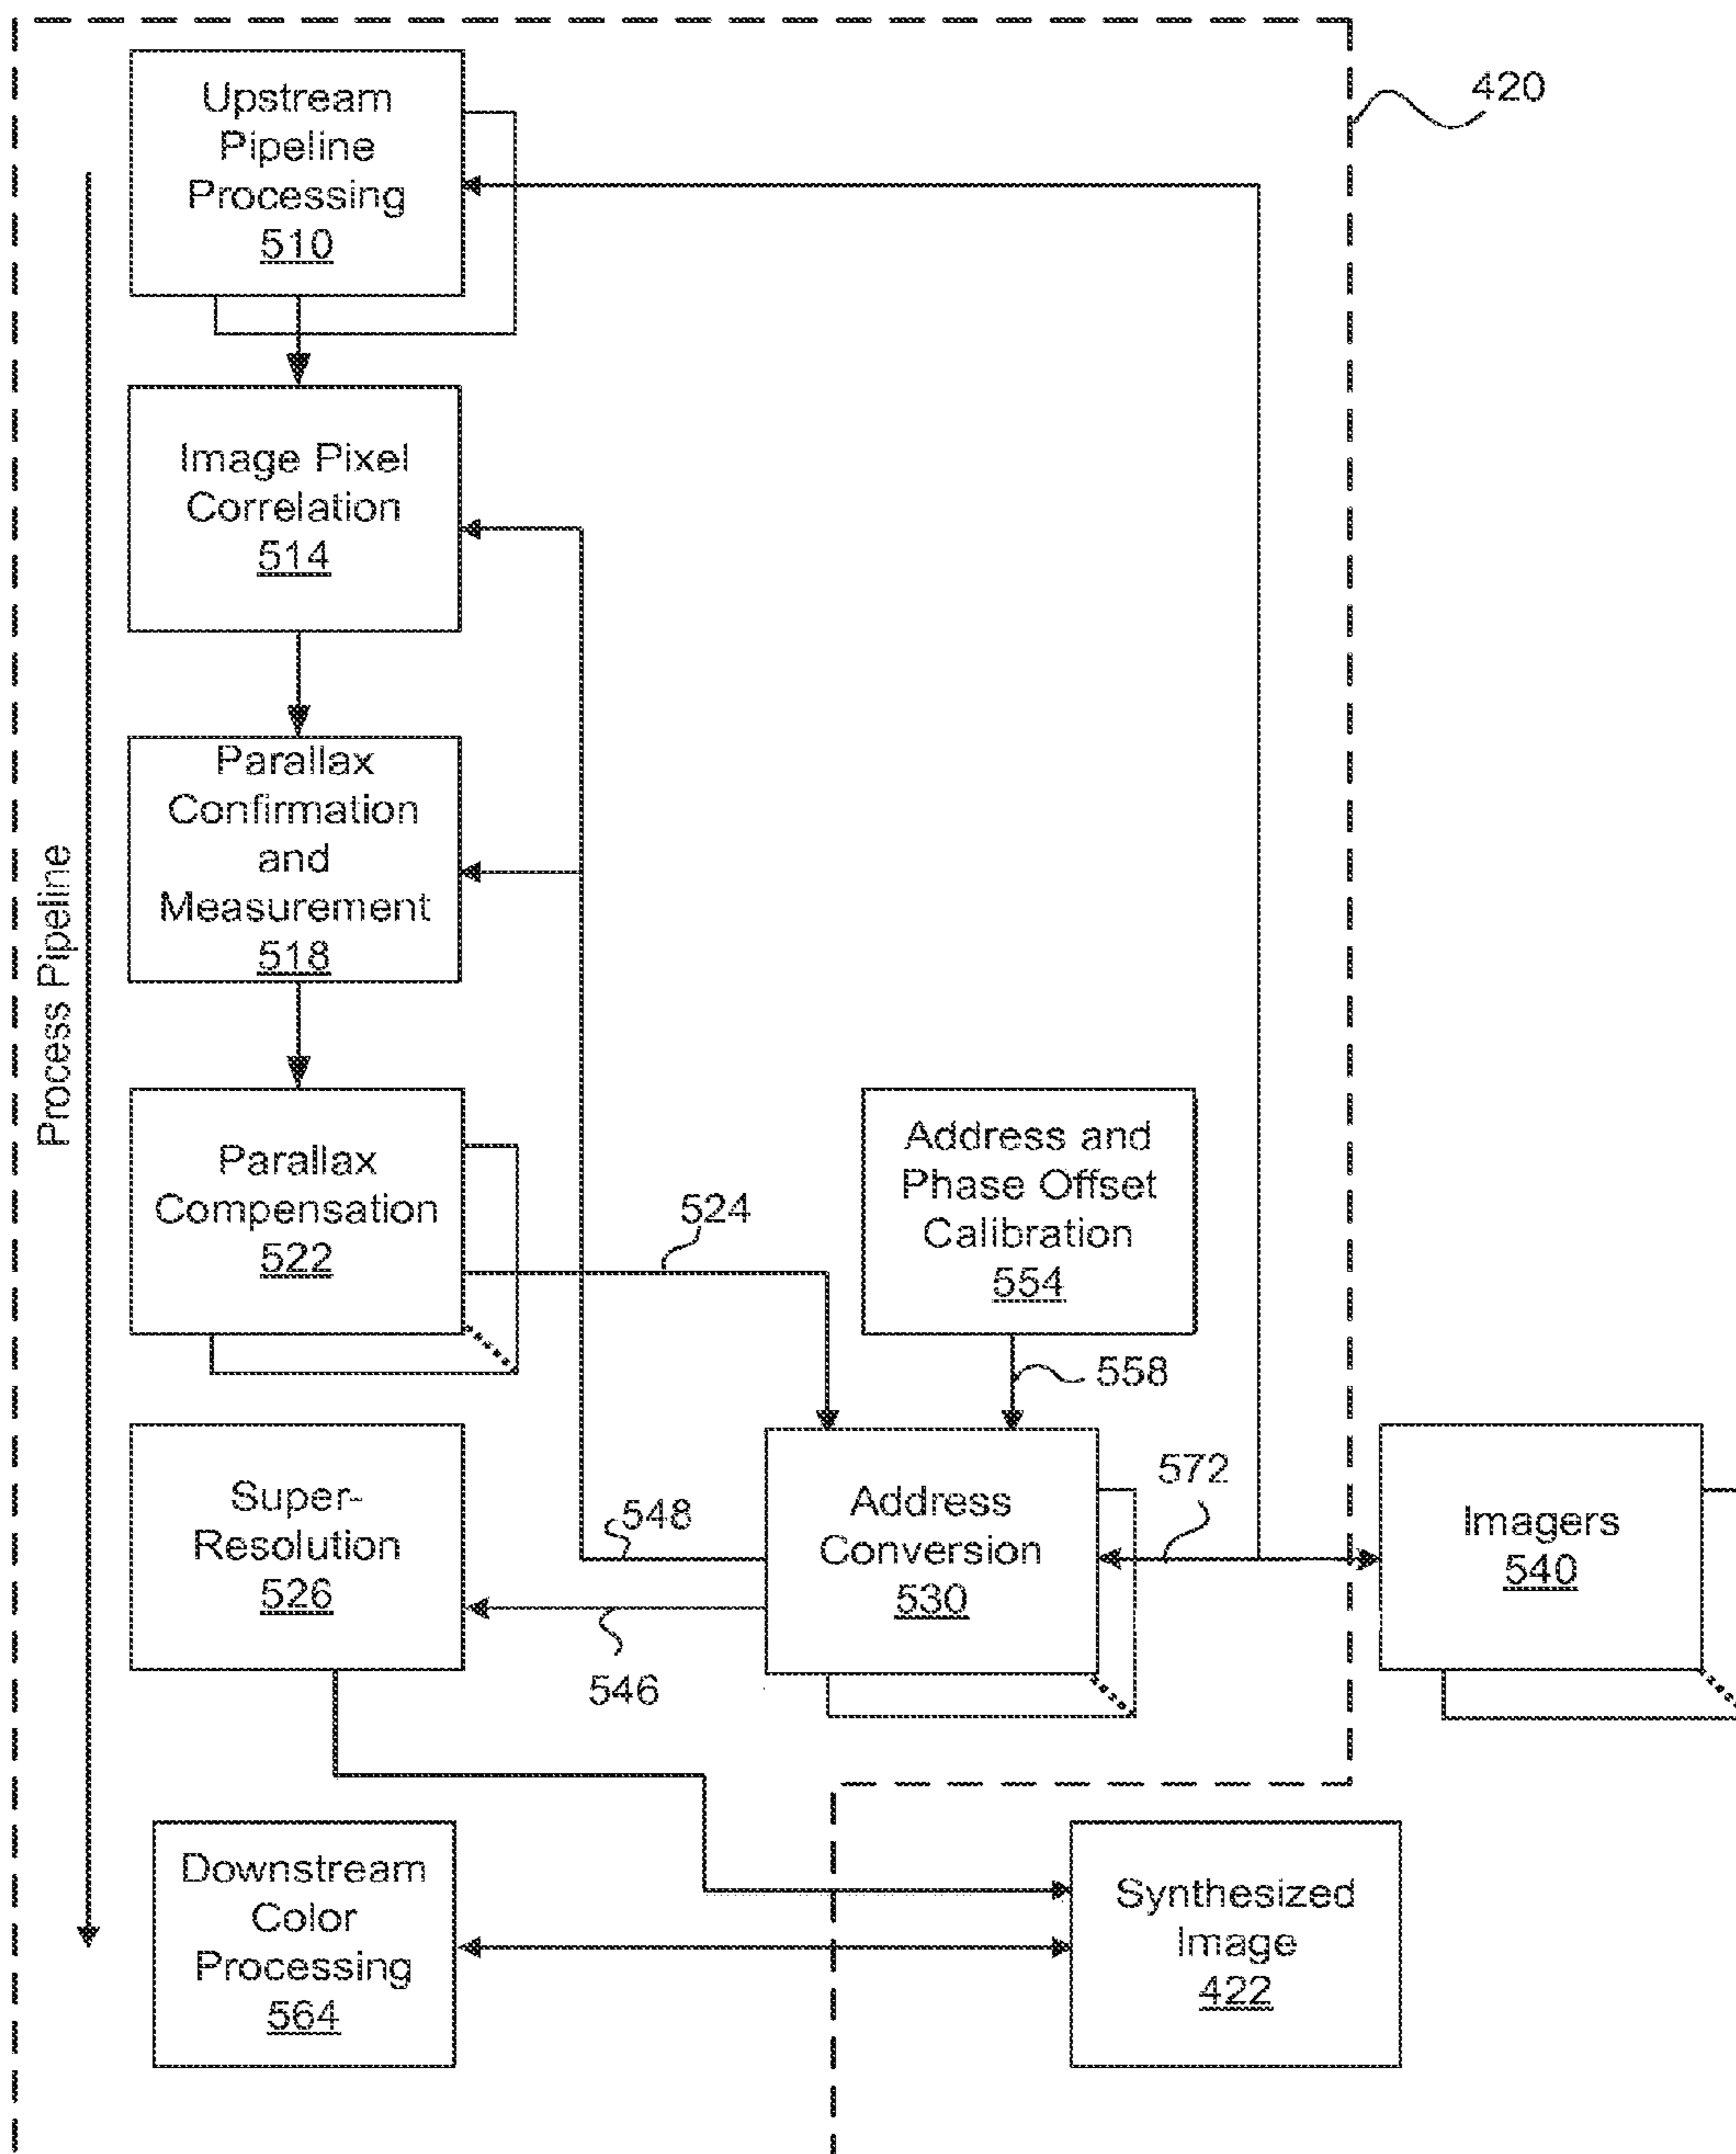 420
Upstream
Pipeline
Processing
510
Image Pixel
Correlation
514
Parallax
Confirmation
and
Measurement
518
Process Pipeline
Parallax
Compensation
522
524
Address and
Phase Offset
Calibration
554
558
Super-
Resolution
526
548
546
Address
Conversion
530
572
Imagers
540
Downstream
Color
Processing
564
Synthesized
Image
422